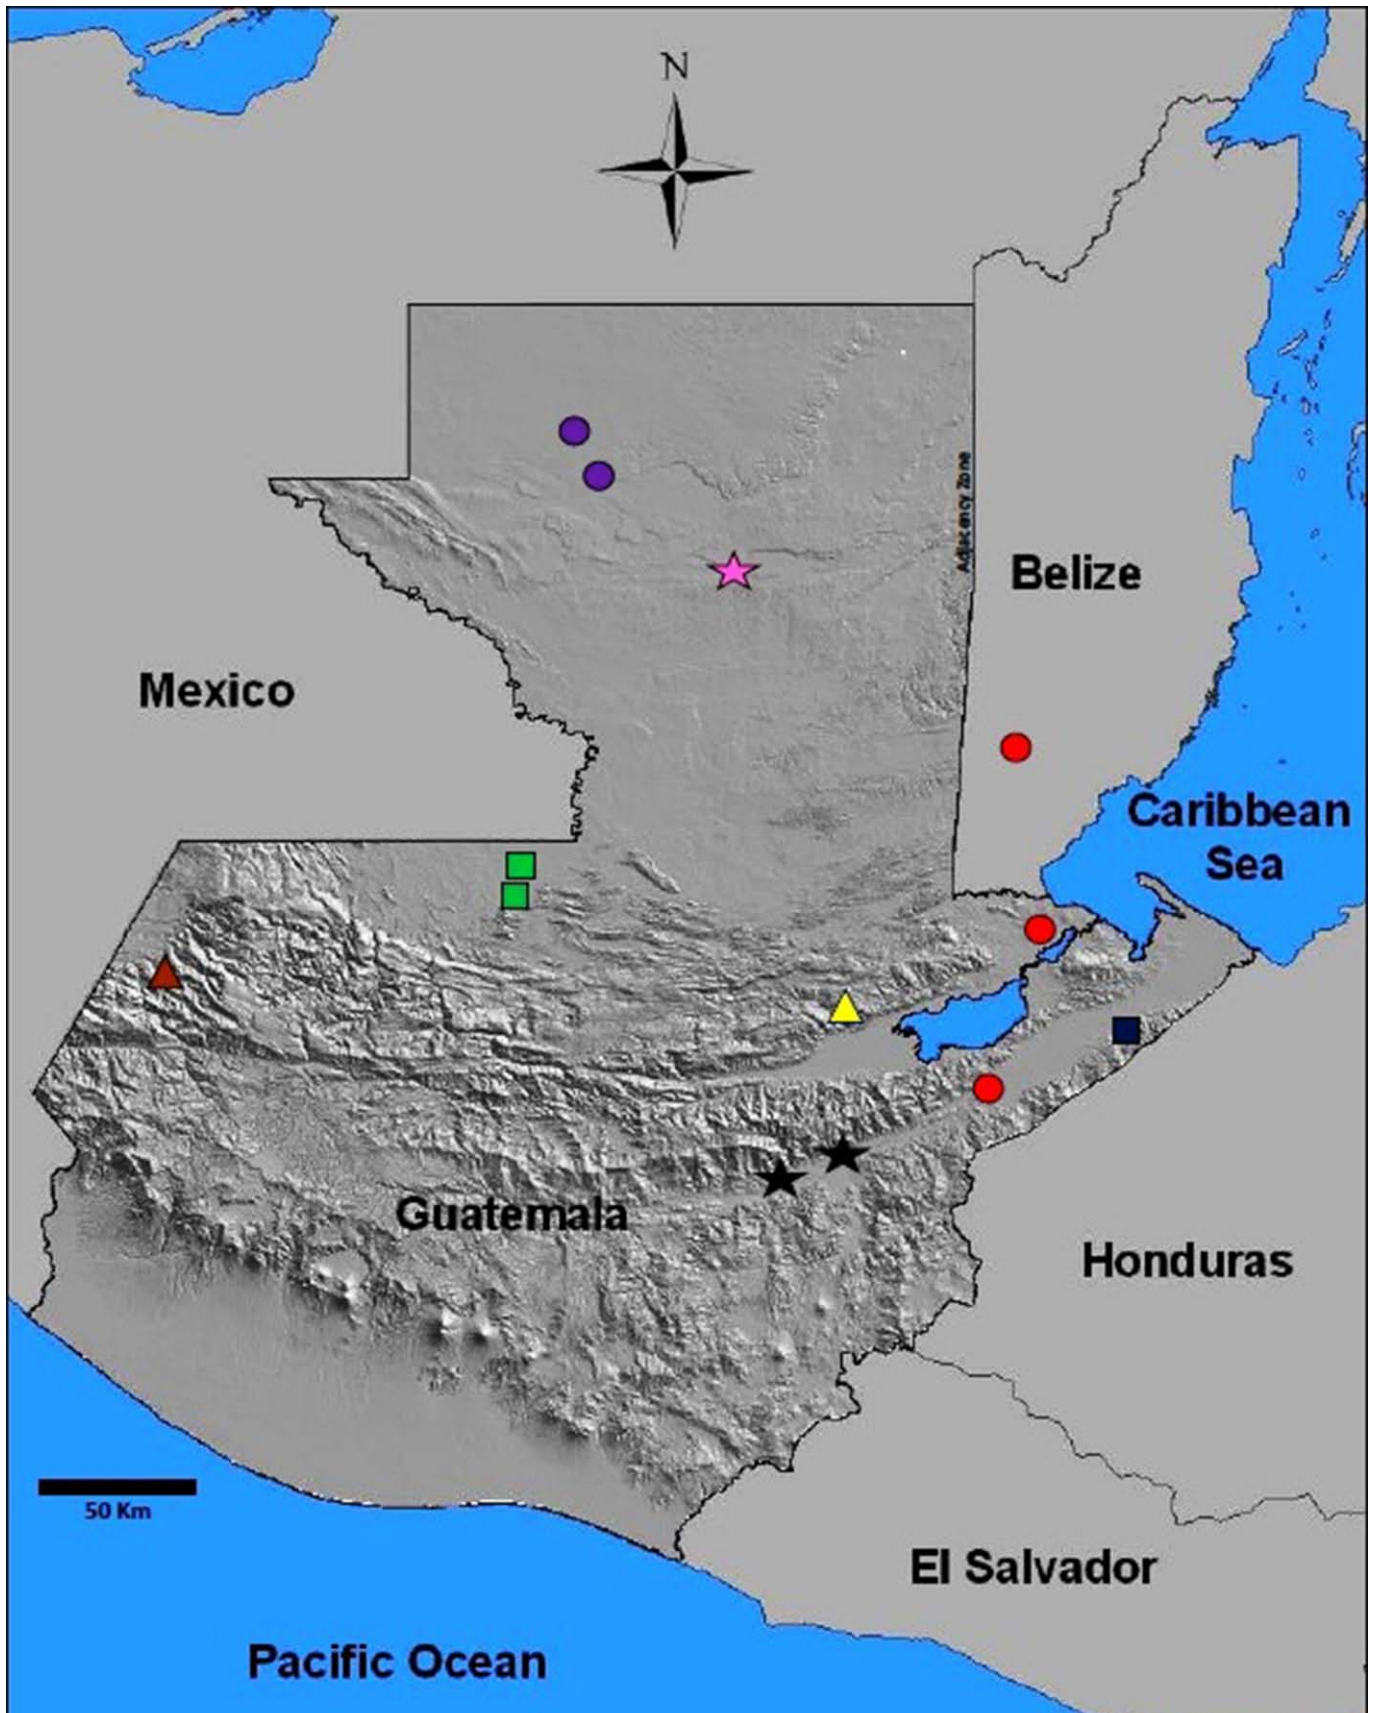 N
Adjacency Zone
Belize
Mexico
Caribbean
Sea
Guatemala
Honduras
50 Km
El Salvador
Pacific Ocean